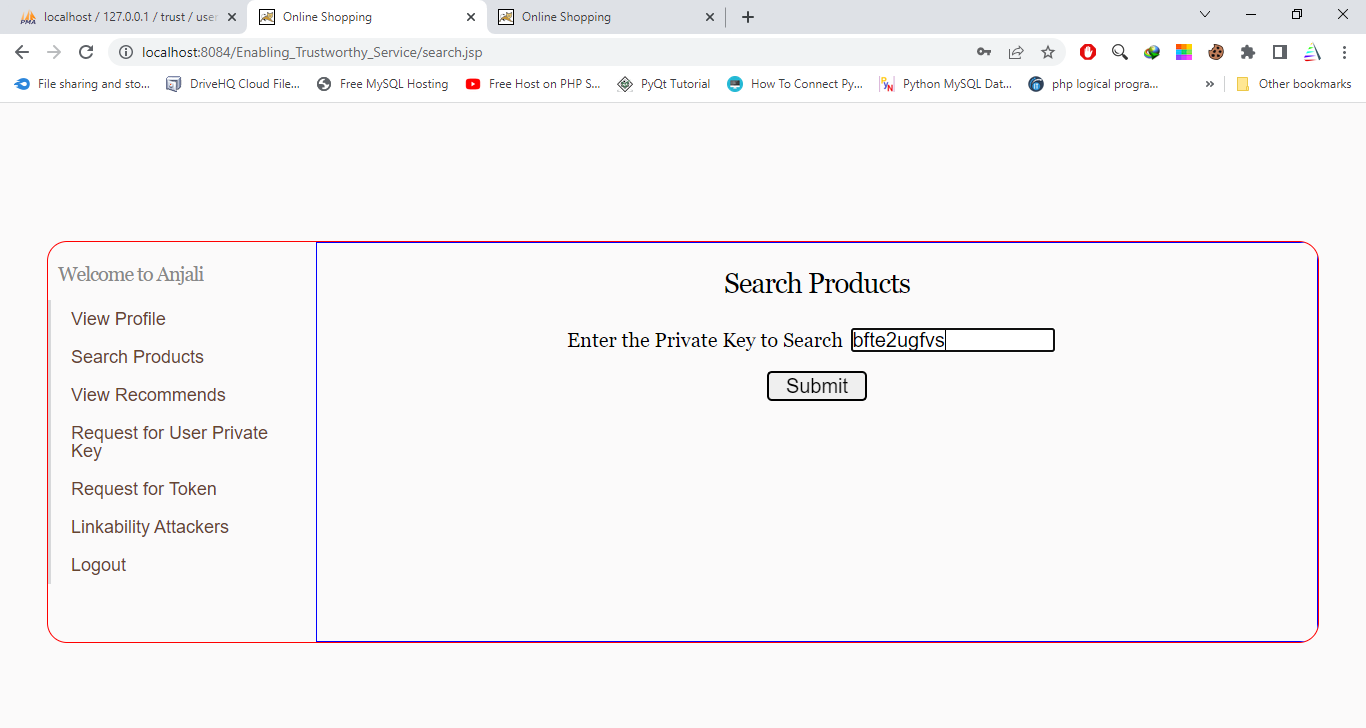 localhost / 127.0.0.1 / trust / user
Online Shopping
Online Shopping
localhost:8084/Enabling_Trustworthy_Service/search.jsp
File sharing and sto...
DriveHQ Cloud File...
Free MySQL Hosting
Free Host on PHP S...
PyQt Tutorial
How To Connect Py...
Python MySQL Dat...
php logical progra...
»
Other bookmarks
Welcome to Anjali
View Profile
Search Products
View Recommends
Request for User Private
Key
Request for Token
Linkability Attackers
Logout
Search Products
Enter the Private Key to Search bfte2ugfvs
Submit